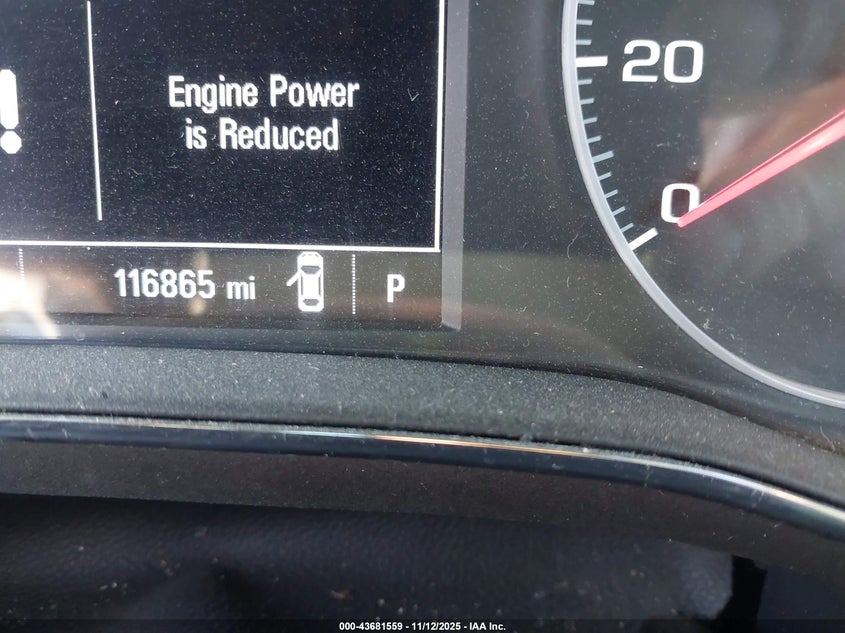 Engine Power
is Reduced
20
0
116865 mi
P
000-43681559 - 11/12/2025 - IAA Inc.